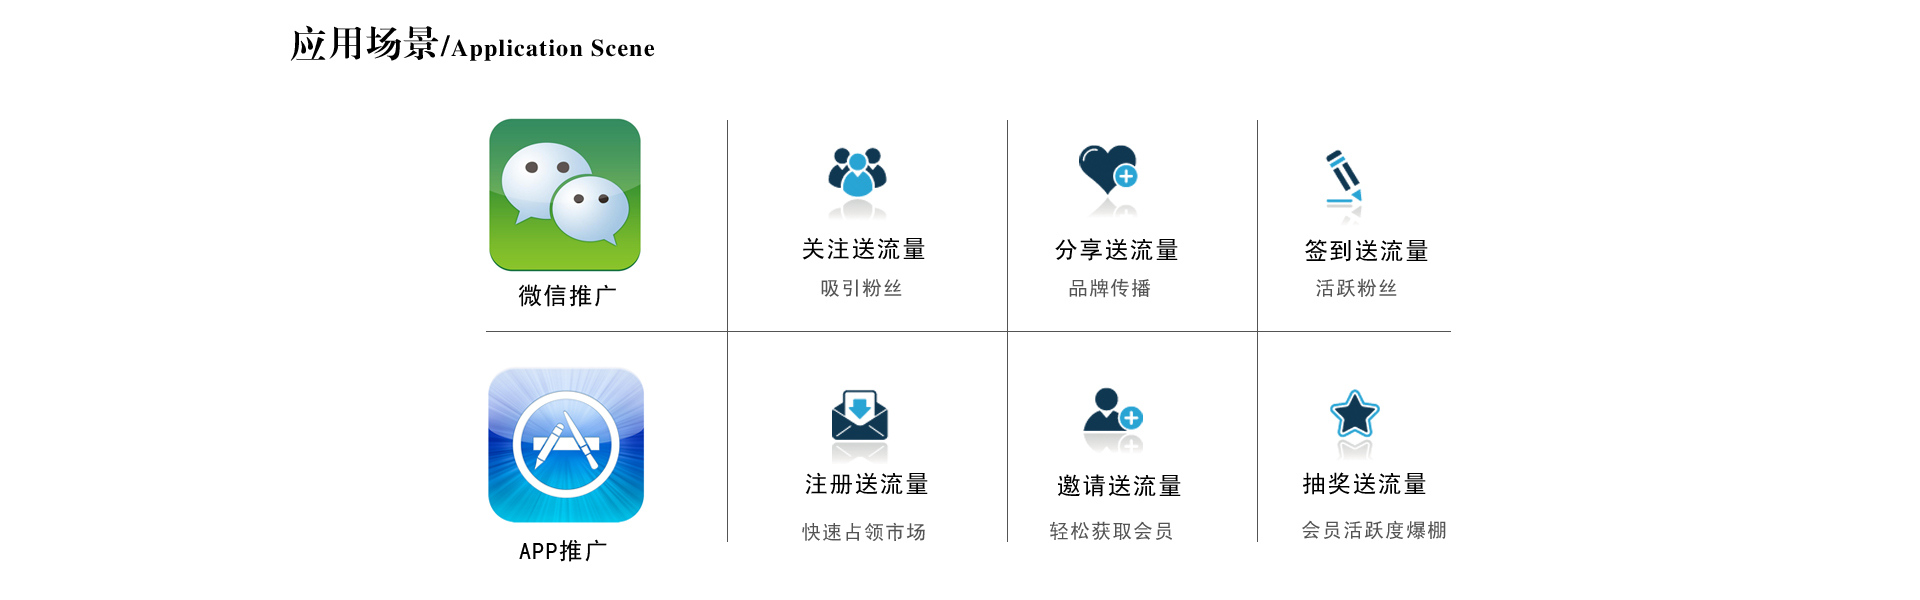 应用场景/Application Scene
微信推广
关注送流量
吸引粉丝
分享送流量
品牌传播
签到送流量
活跃粉丝
APP推广
注册送流量
快速占领市场
邀请送流量
轻松获取会员
抽奖送流量
会员活跃度爆棚